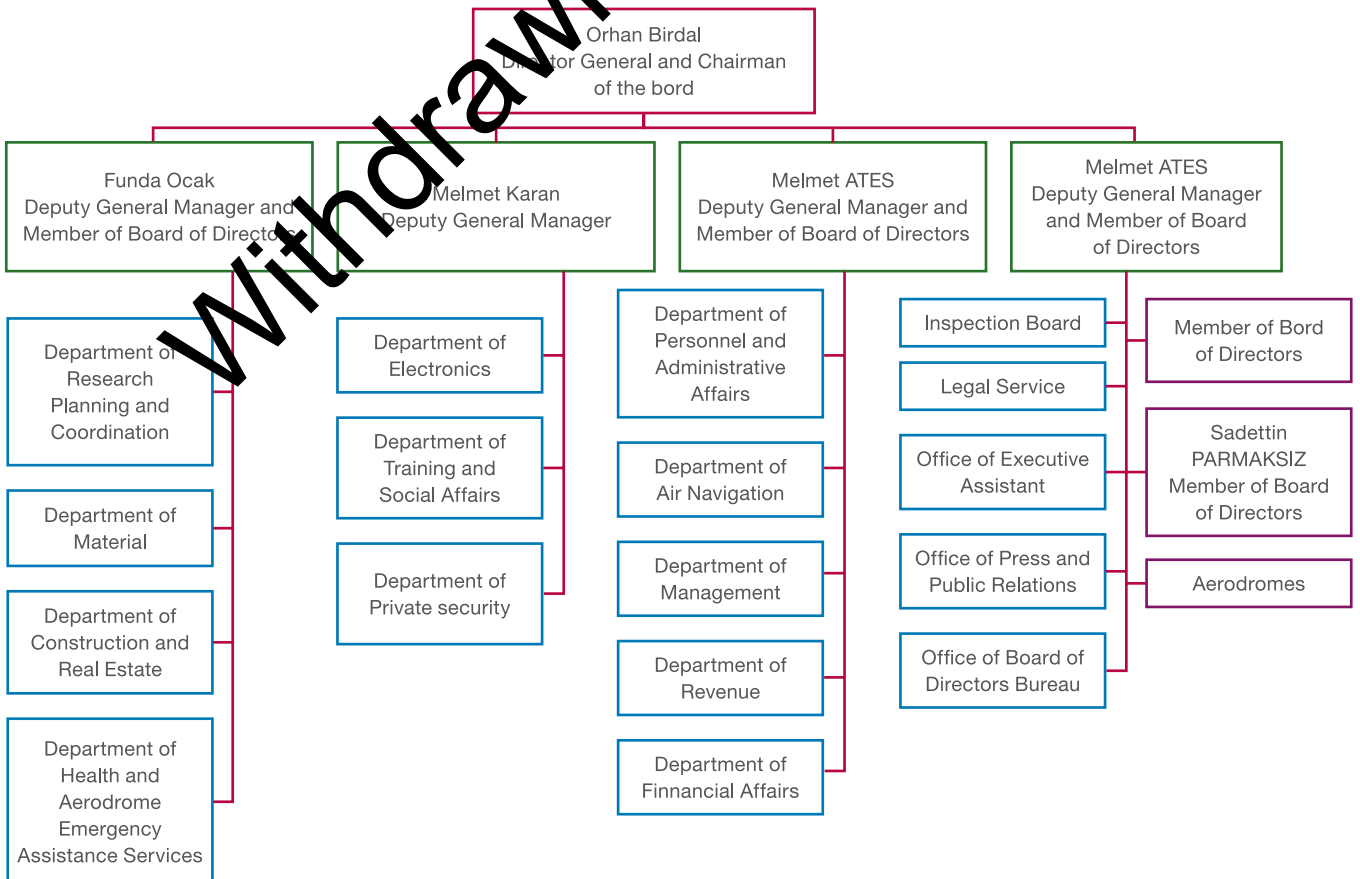 Orhan Birdal
Director General and Chairman
of the bord
Withdrawn
Funda Ocak
Deputy General Manager and
Member of Board of Directors
Melmet Karan
Deputy General Manager
Melmet ATES
Deputy General Manager and
Member of Board of Directors
Melmet ATES
Deputy General Manager
and Member of Board
of Directors
Department of
Research
Planning and
Coordination
Department of
Material
Department of
Construction and
Real Estate
Department of
Health and
Aerodrome
Emergency
Assistance Services
Department of
Electronics
Department of
Training and
Social Affairs
Department of
Private security
Department of
Personnel and
Administrative
Affairs
Department of
Air Navigation
Department of
Management
Department of
Revenue
Department of
Finnancial Affairs
Inspection Board
Legal Service
Office of Executive
Assistant
Office of Press and
Public Relations
Office of Board of
Directors Bureau
Member of Bord
of Directors
Sadettin
PARMAKSIZ
Member of Board
of Directors
Aerodromes